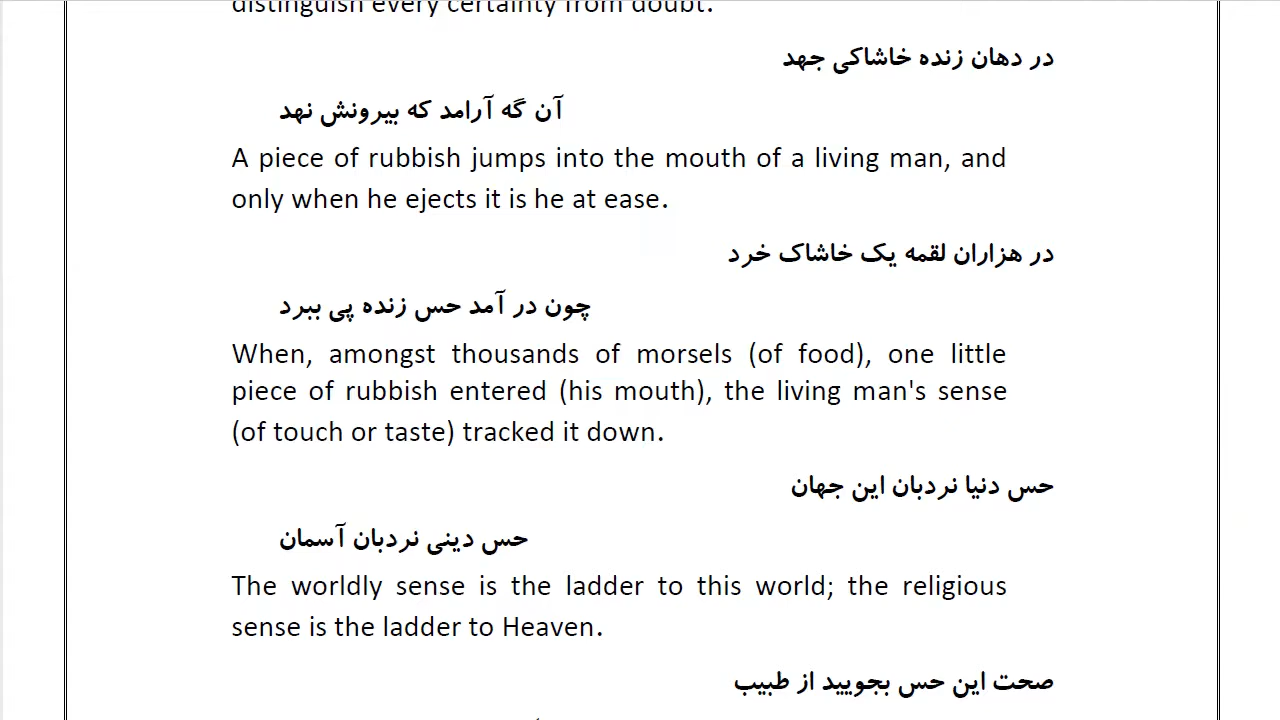 distinguish every certainty from doubt.
در دهان زنده خاشاکی جهد
آن گه آرامد که بیرونش نهد
A piece of rubbish jumps into the mouth of a living man, and
only when he ejects it is he at ease.
در هزاران لقمه یک خاشاک خرد
چون در آمد حس زنده پی ببرد
When, amongst thousands of morsels (of food), one little
piece of rubbish entered (his mouth), the living man's sense
(of touch or taste) tracked it down.
حس دنیا نردبان این جهان
حس دینی نردبان آسمان
The worldly sense is the ladder to this world; the religious
sense is the ladder to Heaven.
صحت این حس بجویید از طبیب